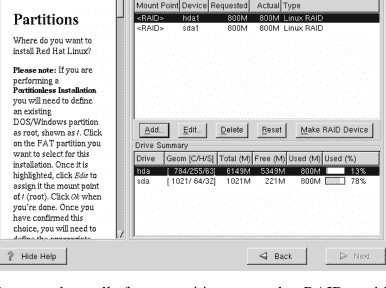 Partitions
Where do you want to
install Red Hat Linux?
Please note: If you are
performing a
Partitionless Installation
you will need to define
an existing
DOS/Windows partition
as root, shown as /. Click
on the FAT partition you
want to select for this
installation. Once it is
highlighted, click Edit to
assign it the mount point
of / (root). Click Ok when
you're done. Once you
have confirmed this
choice, you will need to
define the appropriate
Mount Point Device Requested Actual Type
<RAID> hda1 800M 800M Linux RAID
<RAID> sda1 800M 800M Linux RAID
Add... Edit... Delete Reset Make RAID Device
Drive Summary
Drive Geom [C/H/S] Total (M) Free (M) Used (M) Used (%)
hda [ 784/255/63] 6149M 5349M 800M 13%
sda [ 1021/ 64/32] 1021M 221M 800M 78%
? Hide Help Back Next